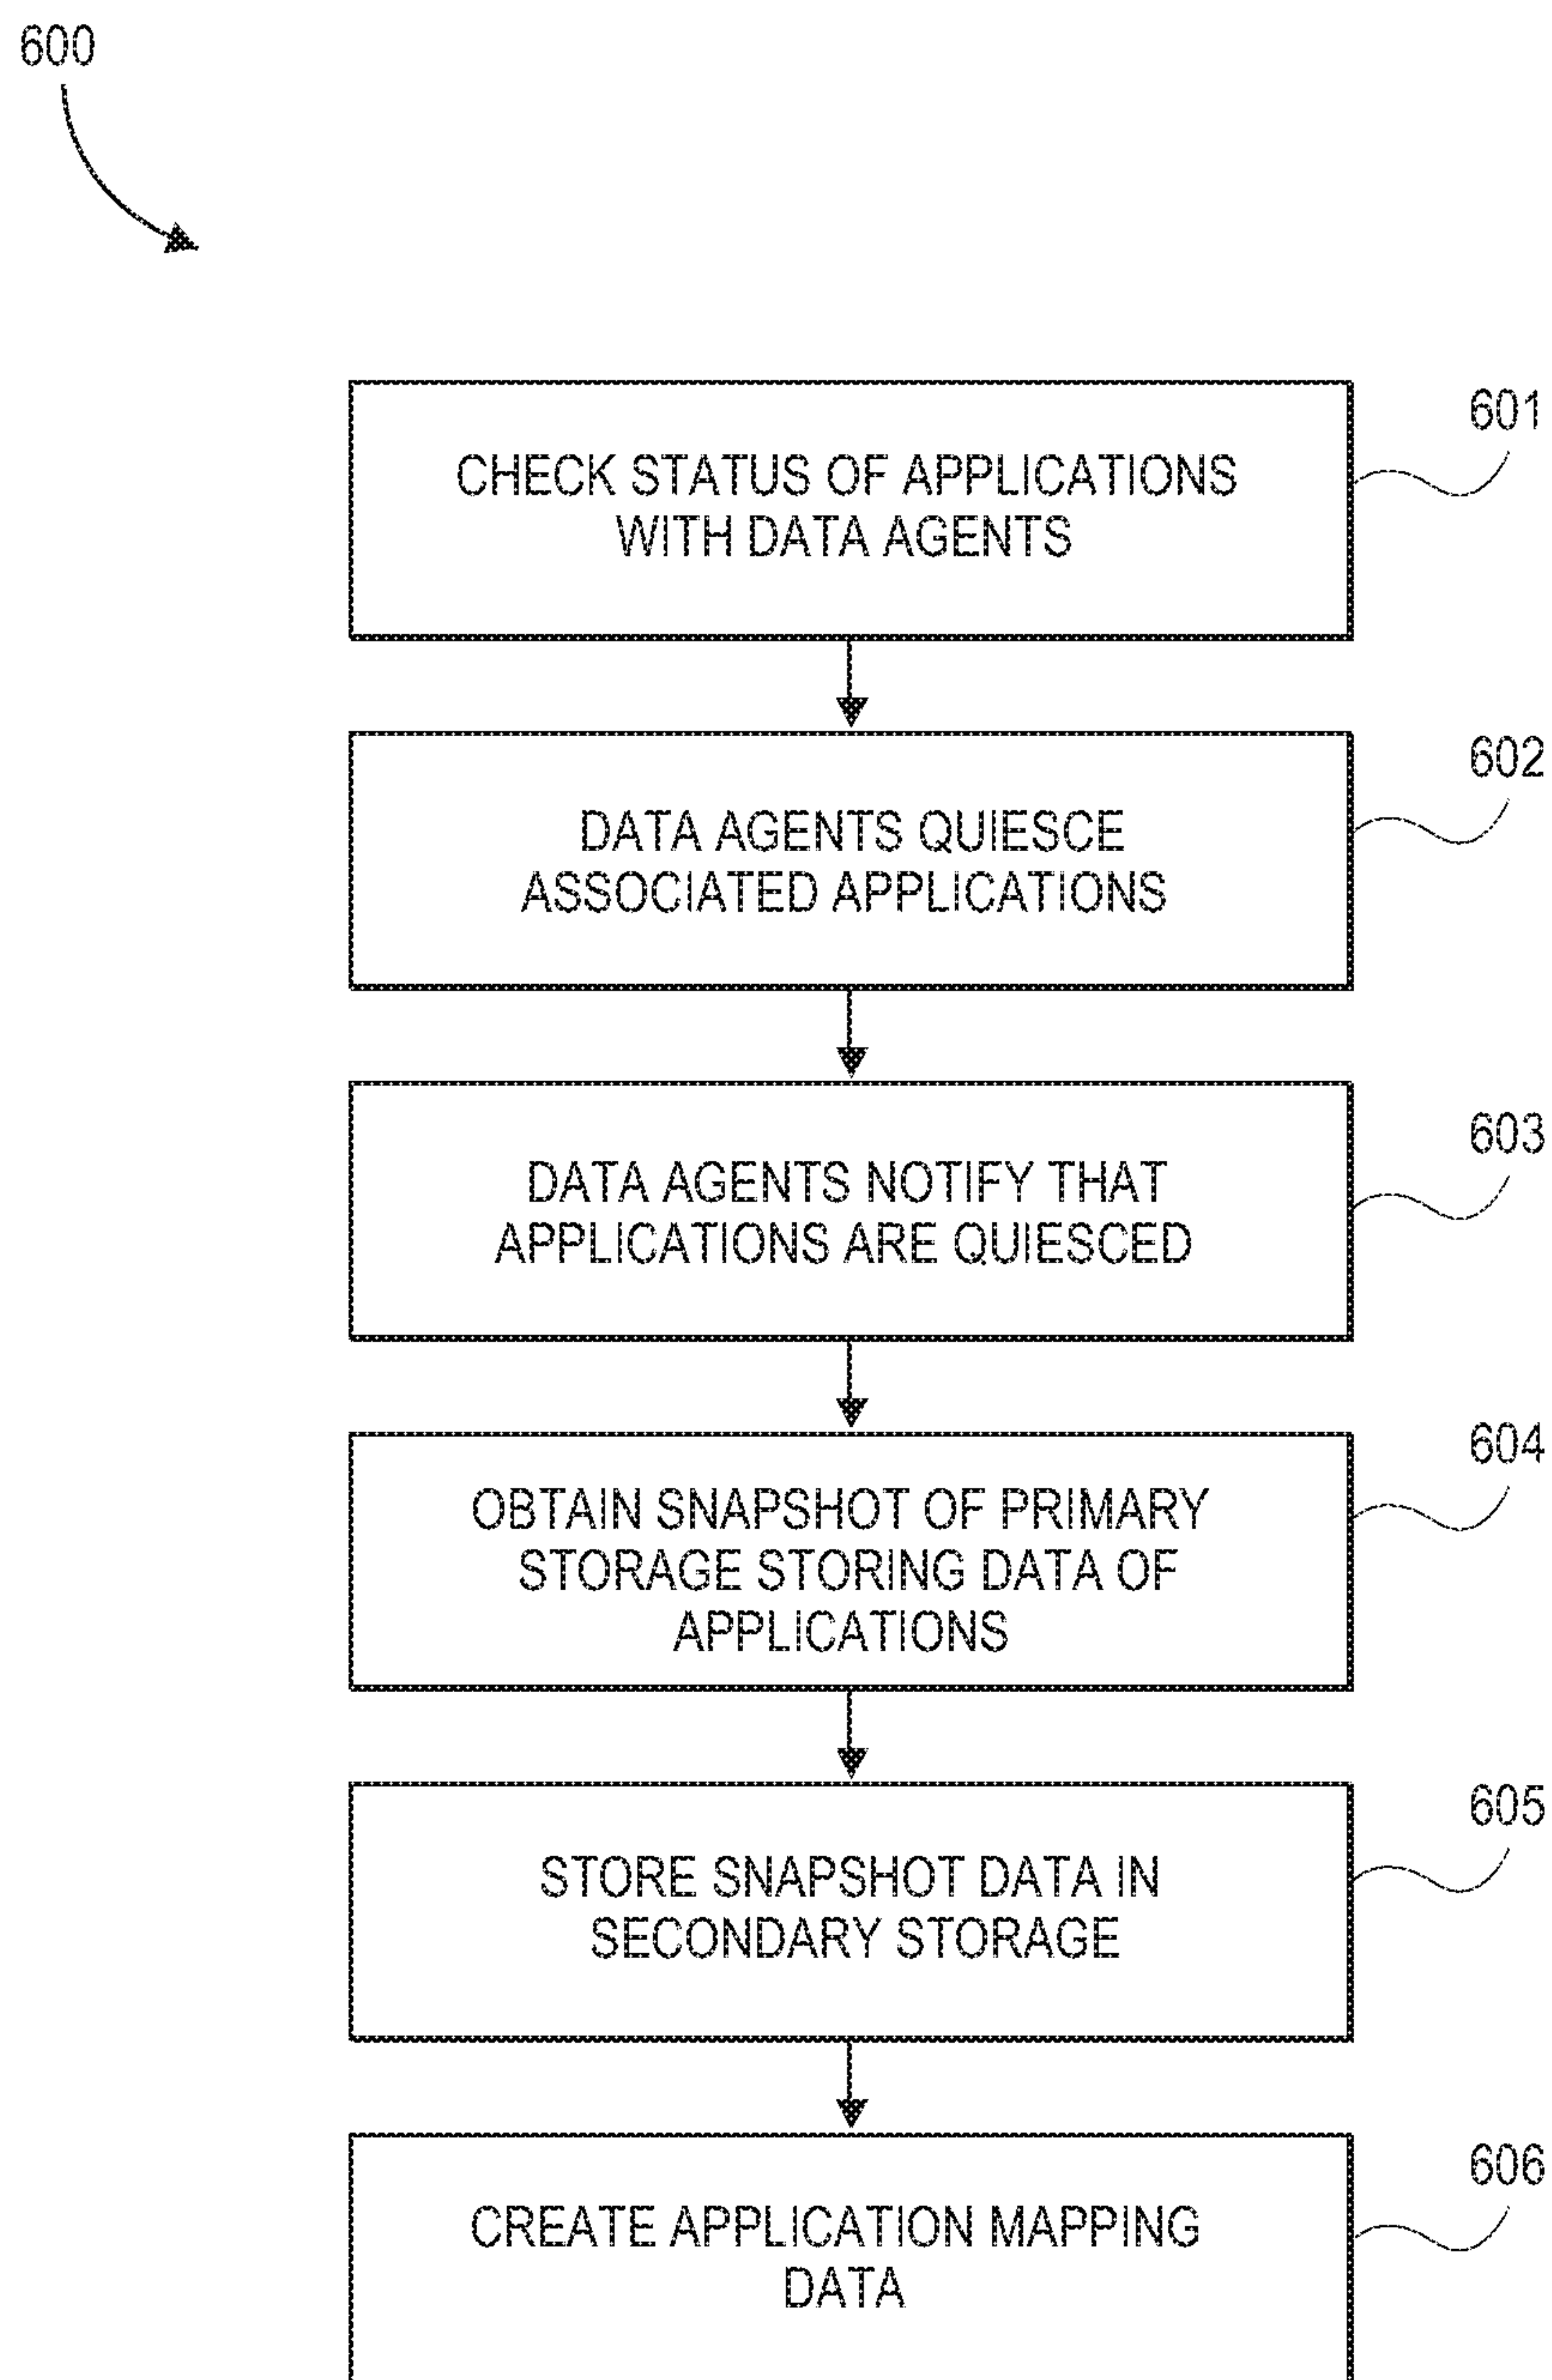 600
CHECK STATUS OF APPLICATIONS
WITH DATA AGENTS
601
DATA AGENTS QUIESCE
ASSOCIATED APPLICATIONS
602
DATA AGENTS NOTIFY THAT
APPLICATIONS ARE QUIESCED
603
OBTAIN SNAPSHOT OF PRIMARY
STORAGE STORING DATA OF
APPLICATIONS
604
STORE SNAPSHOT DATA IN
SECONDARY STORAGE
605
CREATE APPLICATION MAPPING
DATA
606